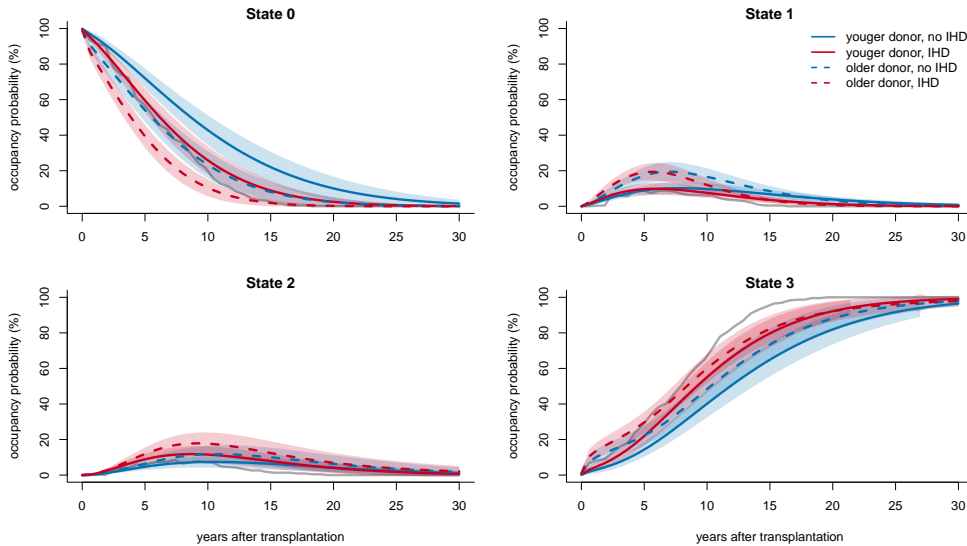 State 0
occupancy probability (%)
100
80
60
40
20
0
0 5 10 15 20 25 30
State 1
occupancy probability (%)
100
80
60
40
20
0
0 5 10 15 20 25 30
youger donor, no IHD
youger donor, IHD
older donor, no IHD
older donor, IHD
State 2
occupancy probability (%)
100
80
60
40
20
0
0 5 10 15 20 25 30
years after transplantation
State 3
occupancy probability (%)
100
80
60
40
20
0
0 5 10 15 20 25 30
years after transplantation